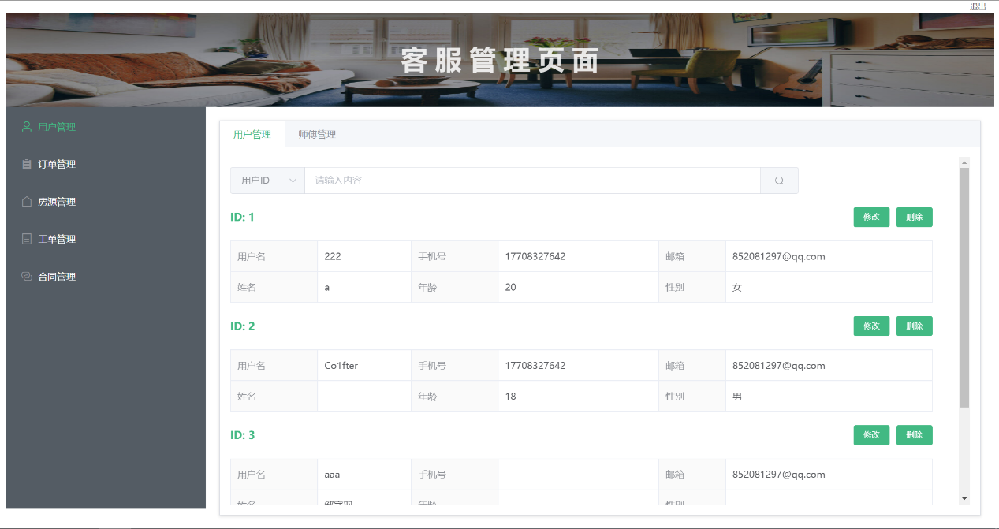 退出
客服管理页面
用户管理
订单管理
房源管理
工单管理
合同管理
用户管理 师傅管理
用户ID 请输入内容
ID: 1 修改 删除
用户名 222 手机号 17708327642 邮箱 852081297@qq.com
姓名 a 年龄 20 性别 女
ID: 2 修改 删除
用户名 Co1fter 手机号 17708327642 邮箱 852081297@qq.com
姓名 年龄 18 性别 男
ID: 3 修改 删除
用户名 aaa 手机号 邮箱 852081297@qq.com
姓名 年龄 性别